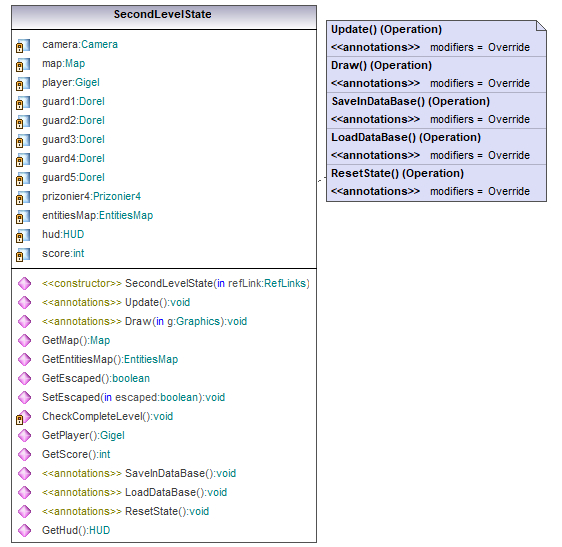 SecondLevelState
camera:Camera
map:Map
player:Gigel
guard1:Dorel
guard2:Dorel
guard3:Dorel
guard4:Dorel
guard5:Dorel
prizonier4:Prizonier4
entitiesMap:EntitiesMap
hud:HUD
score:int
<<constructor>> SecondLevelState(in refLink:RefLinks)
<<annotations>> Update():void
<<annotations>> Draw(in g:Graphics):void
GetMap():Map
GetEntitiesMap():EntitiesMap
GetEscaped():boolean
SetEscaped(in escaped:boolean):void
CheckCompleteLevel():void
GetPlayer():Gigel
GetScore():int
<<annotations>> SaveInDataBase():void
<<annotations>> LoadDataBase():void
<<annotations>> ResetState():void
GetHud():HUD
Update() (Operation)
<<annotations>> modifiers = Override
Draw() (Operation)
<<annotations>> modifiers = Override
SaveInDataBase() (Operation)
<<annotations>> modifiers = Override
LoadDataBase() (Operation)
<<annotations>> modifiers = Override
ResetState() (Operation)
<<annotations>> modifiers = Override